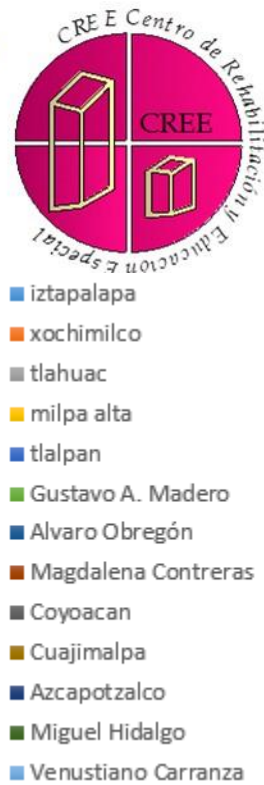 CREE Centro de Rehabilitación y Educación Especial
CREE
iztapalapa
xochimilco
tlahuac
milpa alta
tlalpan
Gustavo A. Madero
Alvaro Obregón
Magdalena Contreras
Coyoacan
Cuajimalpa
Azcapotzalco
Miguel Hidalgo
Venustiano Carranza